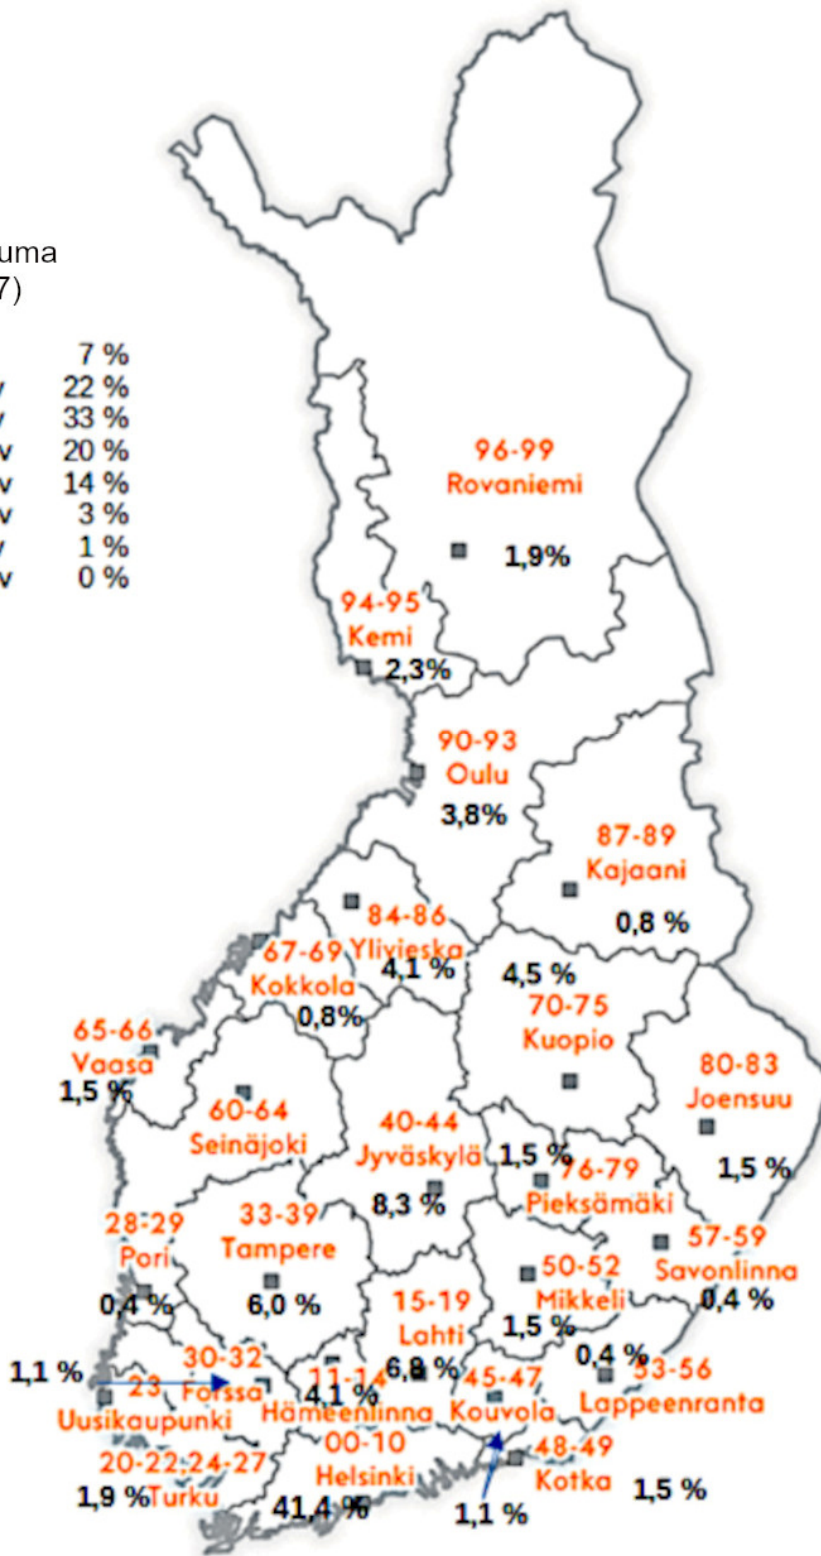 uma
7)
7 %
v 22 %
v 33 %
v 20 %
v 14 %
v 3 %
v 1 %
v 0 %
96-99
Rovaniemi
1,9%
94-95
Kemi
2,3%
90-93
Oulu
3,8%
87-89
Kajaani
0,8 %
84-86
Ylivieska
4,1 %
67-69
Kokkola
0,8%
4,5 %
70-75
Kuopio
65-66
Vaasa
1,5 %
80-83
Joensuu
1,5 %
60-64
Seinäjoki
40-44
Jyväskylä
8,3 %
1,5 %
76-79
Pieksämäki
28-29
Pori
0,4 %
33-39
Tampere
6,0 %
57-59
Savonlinna
0,4 %
50-52
Mikkeli
1,5 %
15-19
Lahti
6,8 %
1,1 %
30-32
Forssa
23
Uusikaupunki
11-14
4,1 %
Hämeenlinna
45-47
Kouvola
0,4 %
53-56
Lappeenranta
00-10
Helsinki
41,4 %
48-49
Kotka
1,5 %
20-22,24-27
1,9 % Turku
1,1 %